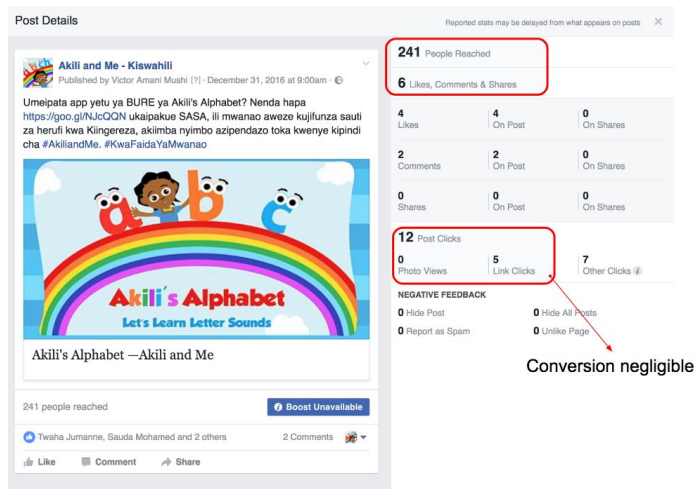 Post Details
Reported stats may be delayed from what appears on posts
Akili and Me - Kiswahili
Published by Victor Amani Mushi [?] · December 31, 2016 at 9:00am ·
Umeipata app yetu ya BURE ya Akili's Alphabet? Nenda hapa
https://goo.gl/NJcQQN ukaipakue SASA, ili mwanao aweze kujifunza sauti
za herufi kwa Kiingereza, akiimba nyimbo azipendazo toka kwenye kipindi
cha #AkiliandMe. #KwaFaidaYaMwanao
a b c
Akili's Alphabet
Let's Learn Letter Sounds
Akili's Alphabet —Akili and Me
241 people reached
Boost Unavailable
Twaha Jumanne, Sauda Mohamed and 2 others
2 Comments
Like Comment Share
241 People Reached
6 Likes, Comments & Shares
4 4 0
Likes On Post On Shares
2 2 0
Comments On Post On Shares
0 0 0
Shares On Post On Shares
12 Post Clicks
0 5 7
Photo Views Link Clicks Other Clicks i
NEGATIVE FEEDBACK
0 Hide Post 0 Hide All Posts
0 Report as Spam 0 Unlike Page
Conversion negligible